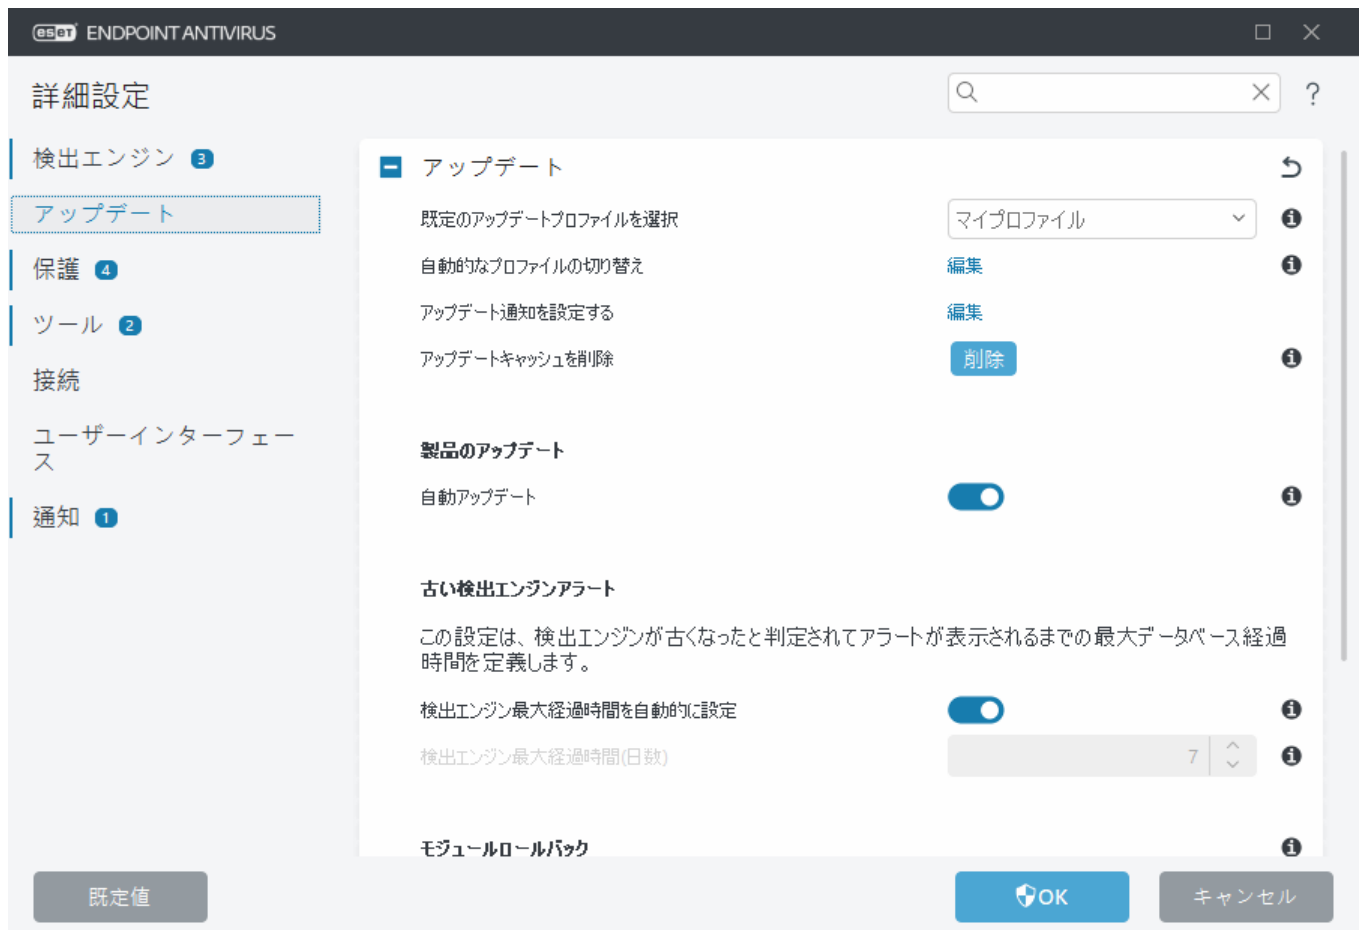 eset ENDPOINT ANTIVIRUS
詳細設定
?
検出エンジン 3
アップデート
保護 4
ツール 2
接続
ユーザーインターフェー
ス
通知 1
アップデート
既定のアップデートプロファイルを選択
マイプロファイル
自動的なプロファイルの切り替え
編集
アップデート通知を設定する
編集
アップデートキャッシュを削除
削除
製品のアップデート
自動アップデート
古い検出エンジンアラート
この設定は、検出エンジンが古くなったと判定されてアラートが表示されるまでの最大データベース経過
時間を定義します。
検出エンジン最大経過時間を自動的に設定
検出エンジン最大経過時間(日数)
7
モジュールロールバック
既定値
OK
キャンセル